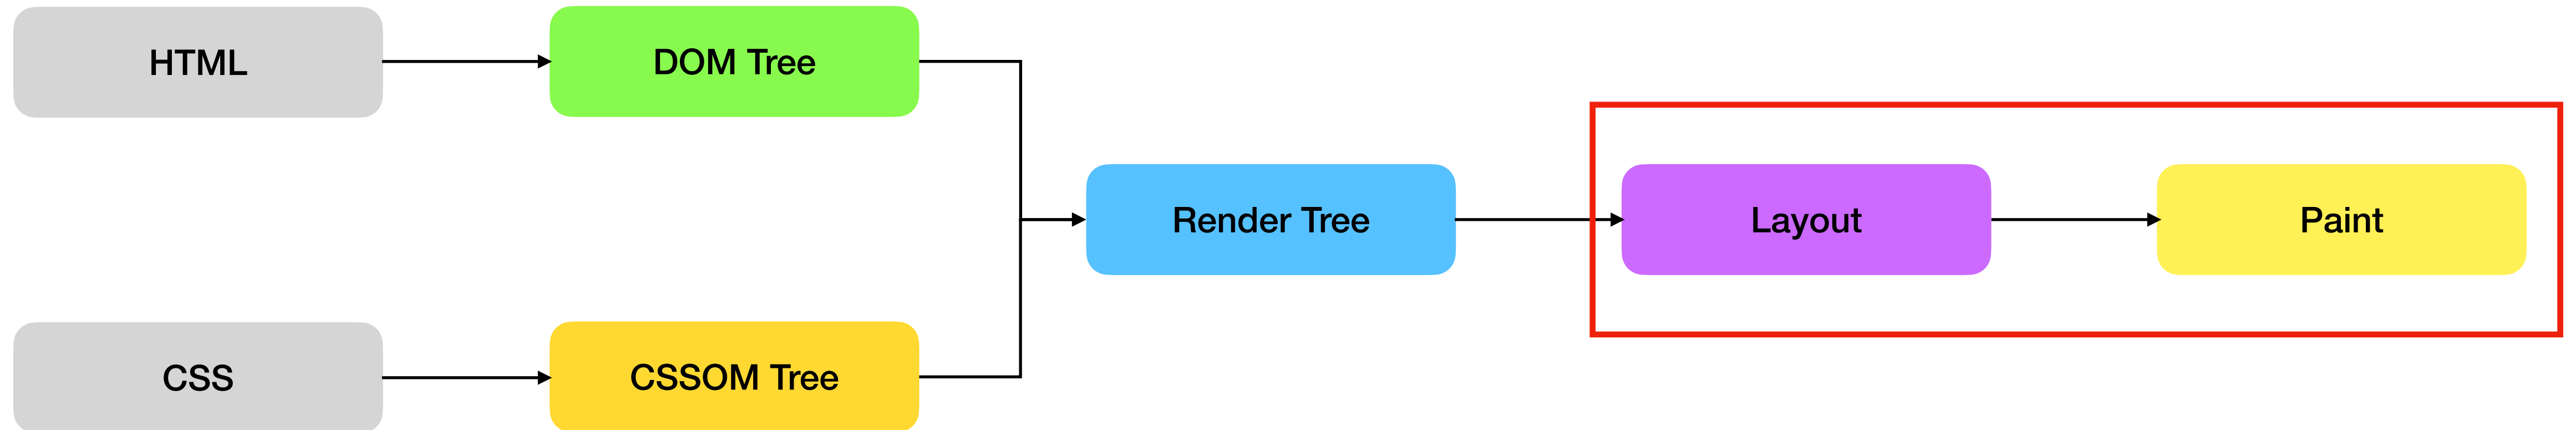 HTML
DOM Tree
Render Tree
Layout
Paint
CSS
CSSOM Tree